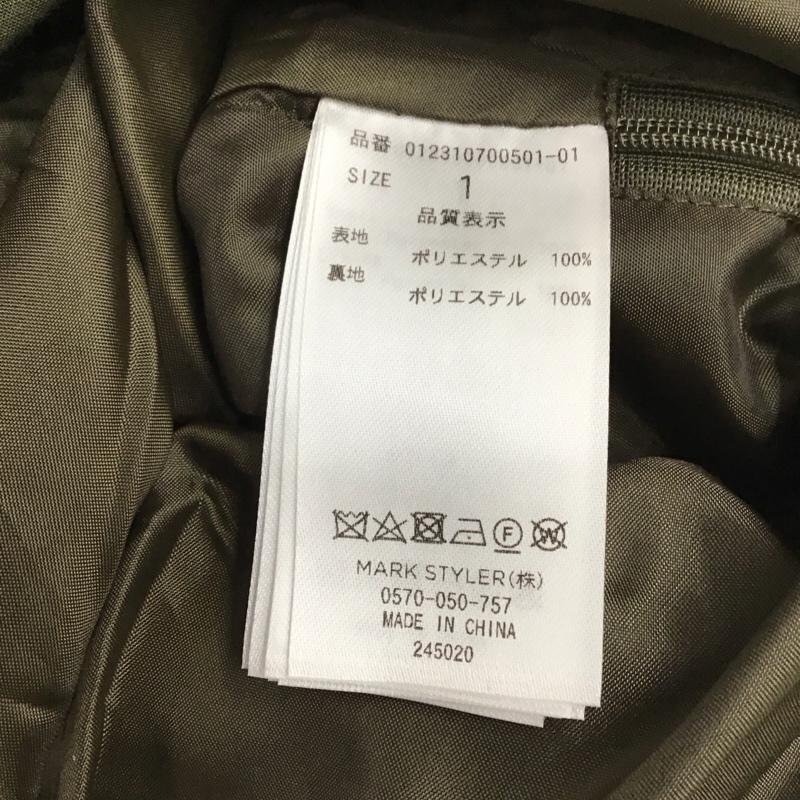 品番 012310700501-01
SIZE 1
品質表示
表地 ポリエステル 100%
裏地 ポリエステル 100%
F W
MARK STYLER(株)
0570-050-757
MADE IN CHINA
245020